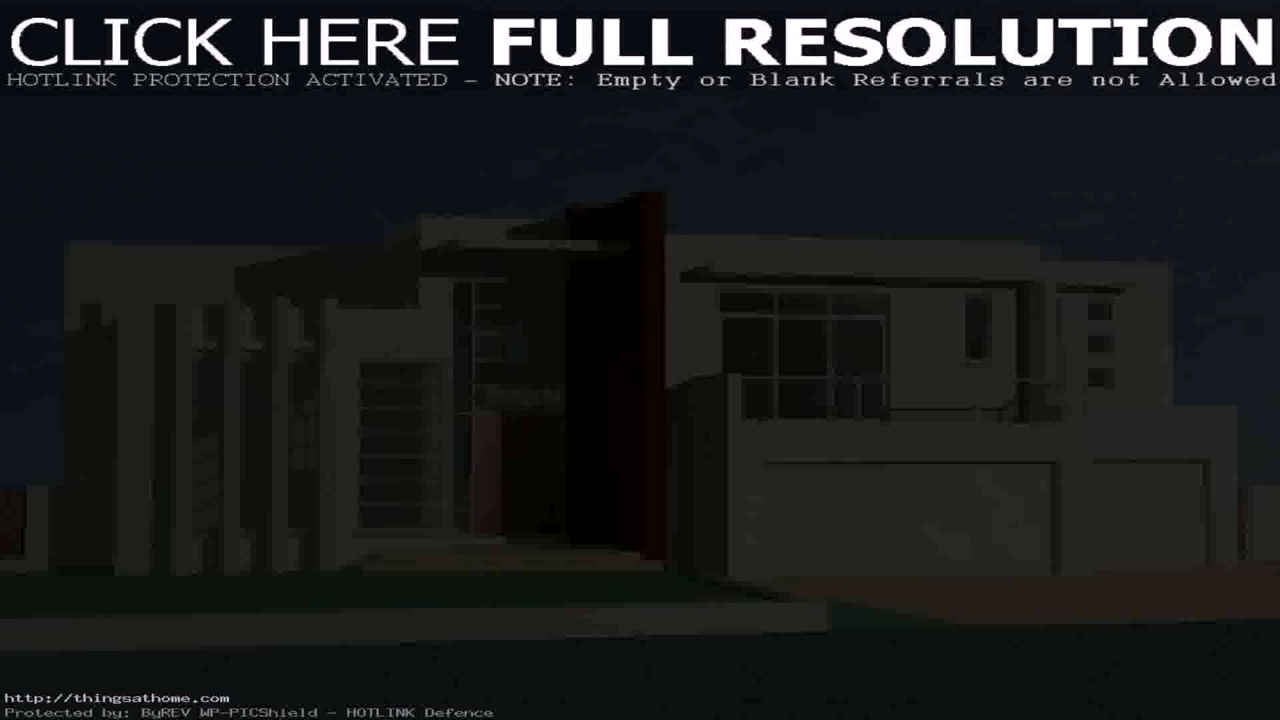 CLICK HERE FULL RESOLUTION
HOTLINK PROTECTION ACTIVATED - NOTE: Empty or Blank Referrals are not Allowed
http://thingsathome.com
Protected by: ByREV WP-PICShield - HOTLINK Defence